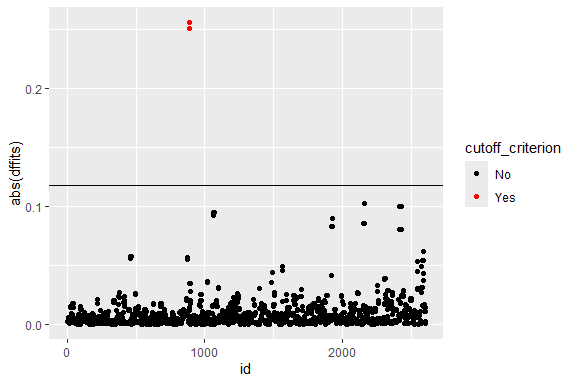 0.2
0.1
0.0
abs(dffits)
0
1000
2000
id
cutoff_criterion
No
Yes